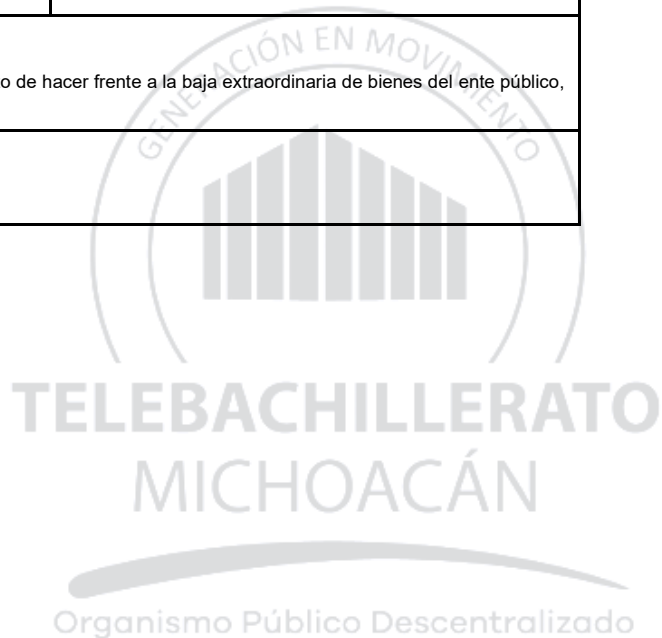 GENERACIÓN EN MOVIMIENTO
o de hacer frente a la baja extraordinaria de bienes del ente público,
TELEBACHILLERATO
MICHOACÁN
Organismo Público Descentralizado